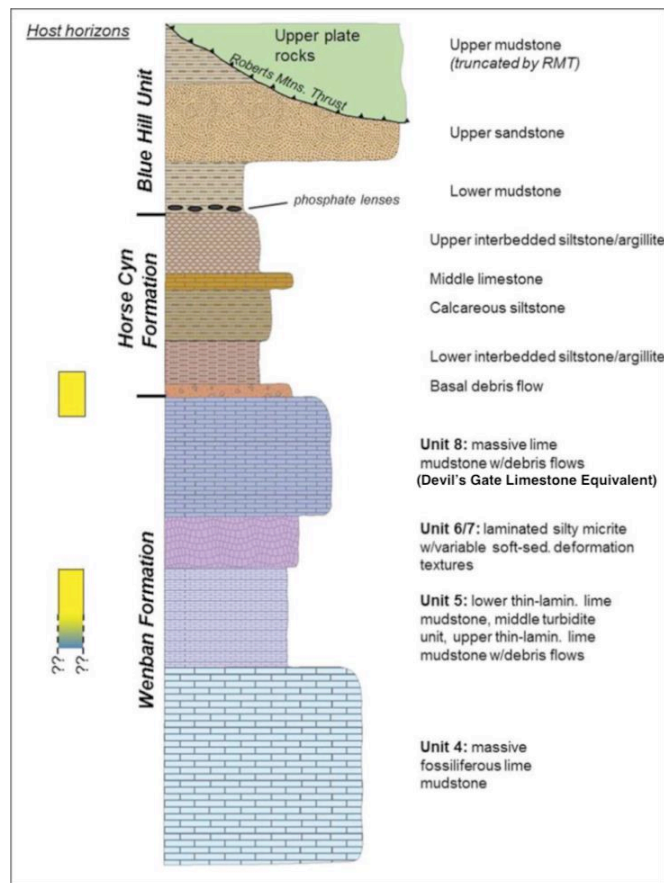 Host horizons
Blue Hill Unit
Horse Cyn
Formation
Wenban Formation
??
??
Upper plate
rocks
Roberts Mtns. Thrust
phosphate lenses
Upper mudstone
(truncated by RMT)
Upper sandstone
Lower mudstone
Upper interbedded siltstone/argillite
Middle limestone
Calcareous siltstone
Lower interbedded siltstone/argillite
Basal debris flow
Unit 8: massive lime
mudstone w/debris flows
(Devil's Gate Limestone Equivalent)
Unit 6/7: laminated silty micrite
w/variable soft-sed. deformation
textures
Unit 5: lower thin-lamin. lime
mudstone, middle turbidite
unit, upper thin-lamin. lime
mudstone w/debris flows
Unit 4: massive
fossiliferous lime
mudstone